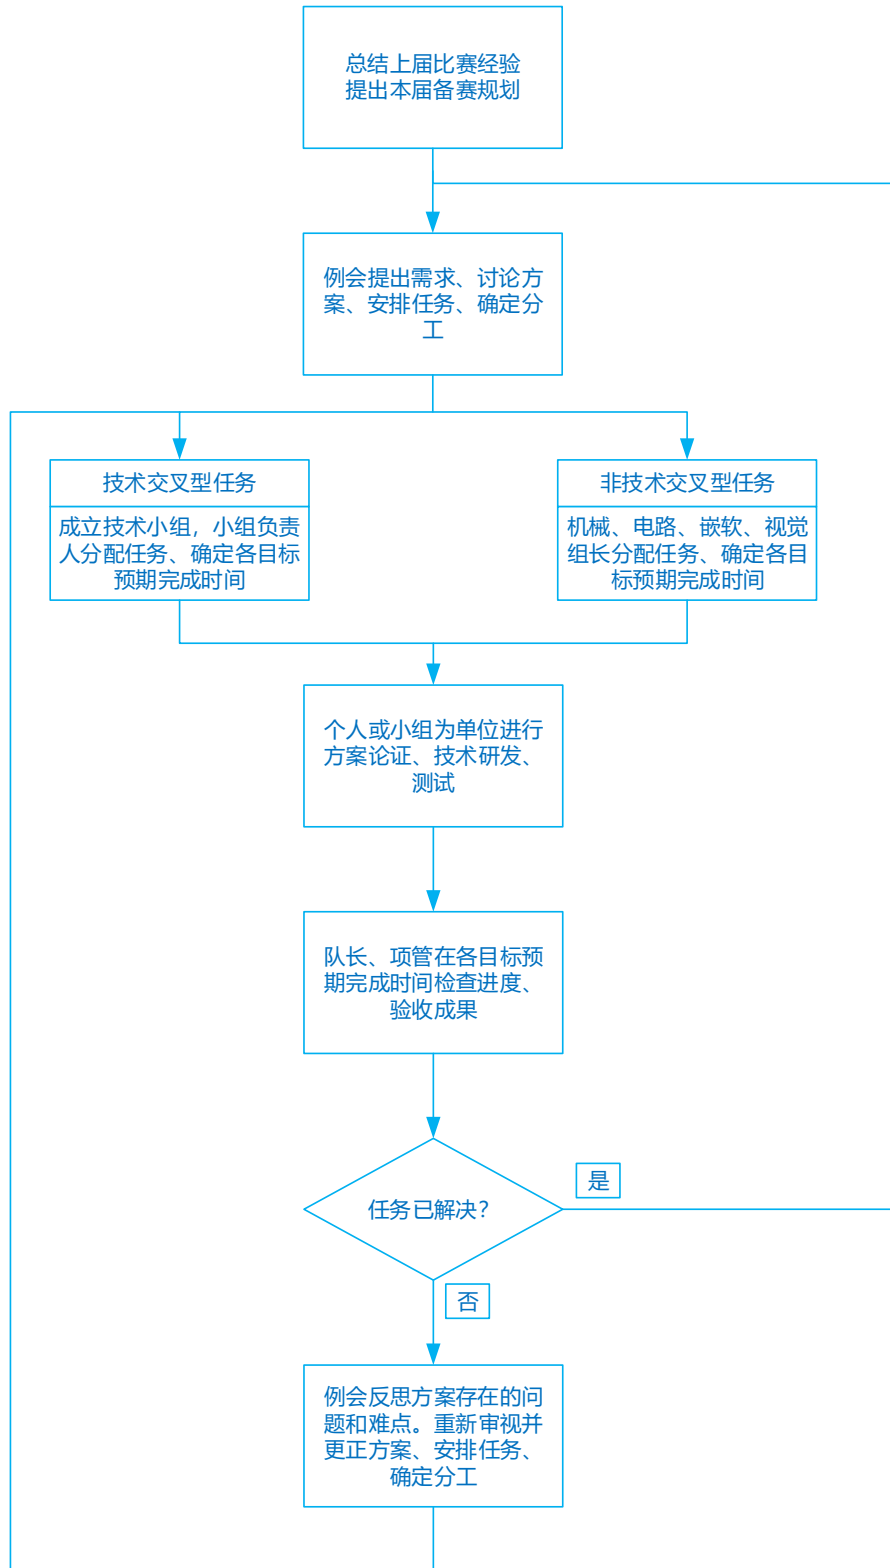 总结上届比赛经验
提出本届备赛规划
例会提出需求、讨论方
案、安排任务、确定分
工
技术交叉型任务
成立技术小组，小组负责
人分配任务、确定各目标
预期完成时间
非技术交叉型任务
机械、电路、嵌软、视觉
组长分配任务、确定各目
标预期完成时间
个人或小组为单位进行
方案论证、技术研发、
测试
队长、项管在各目标预
期完成时间检查进度、
验收成果
任务已解决？
是
否
例会反思方案存在的问
题和难点。重新审视并
更正方案、安排任务、
确定分工